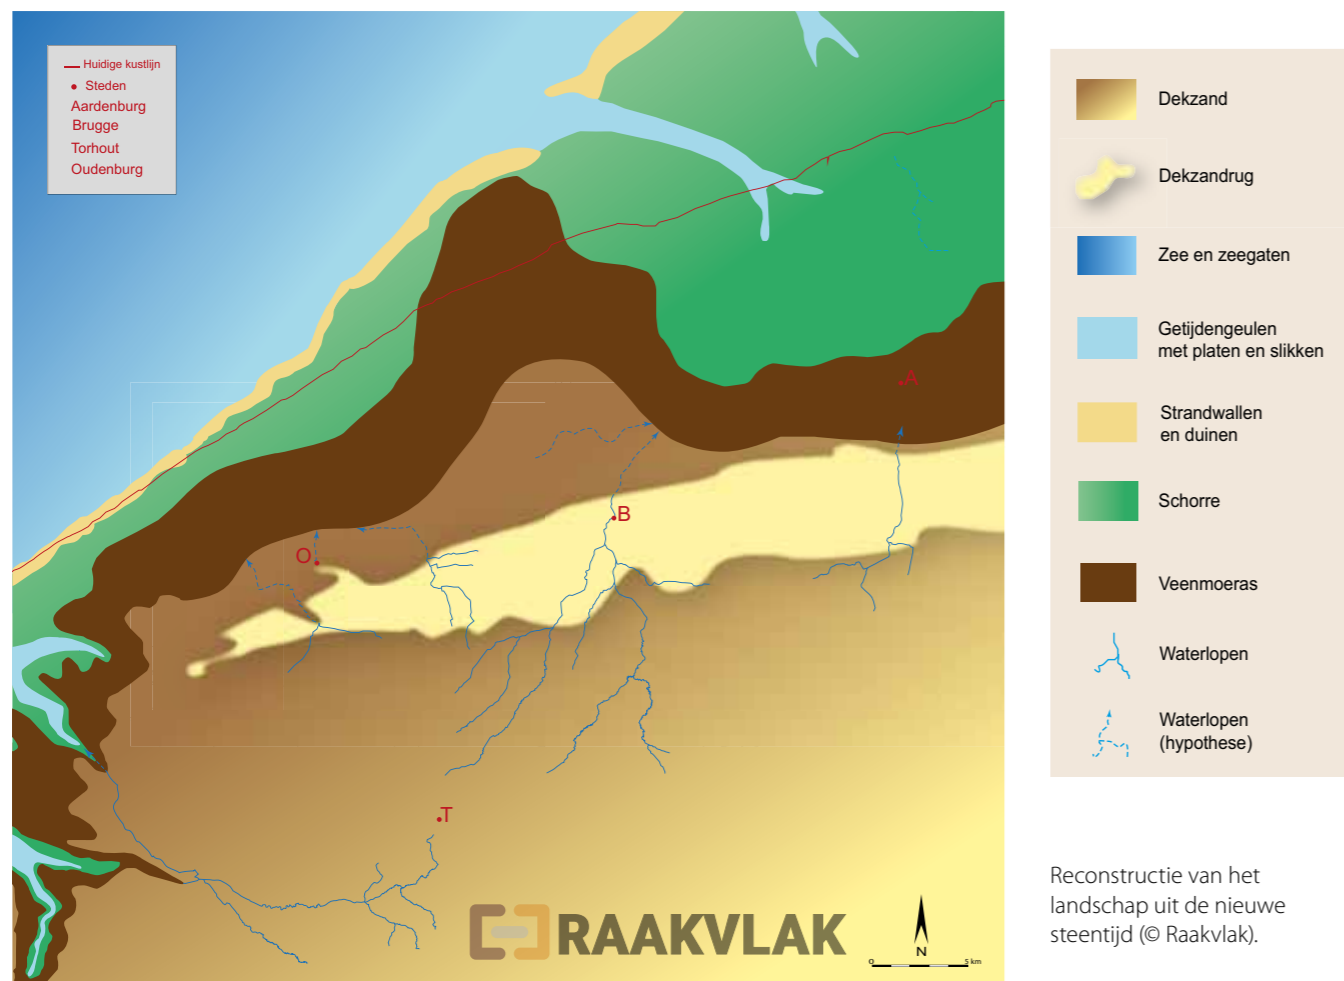 Huidige kustlijn
Steden
Aardenburg
Brugge
Torhout
Oudenburg
A
B
O
T
RAAKVLAK
N
0 5 km
Dekzand
Dekzandrug
Zee en zeegaten
Getijdengeulen
met platen en slikken
Strandwallen
en duinen
Schorre
Veenmoeras
Waterlopen
Waterlopen
(hypothese)
Reconstructie van het
landschap uit de nieuwe
steentijd (© Raakvlak).